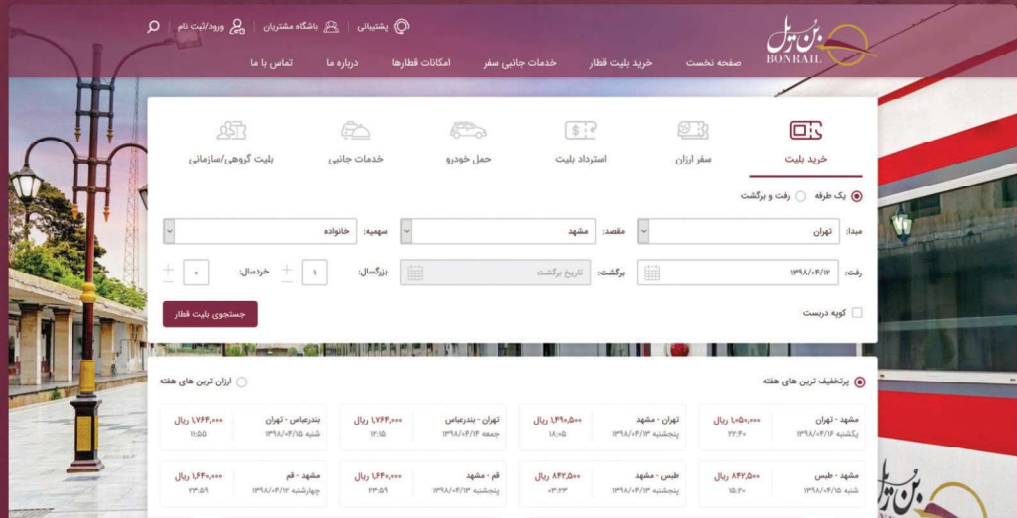 پشتیبانی | باشگاه مشتریان | ورود/ثبت نام
بن ریل
BONRAIL
صفحه نخست خرید بلیت قطار خدمات جانبی سفر امکانات قطارها درباره ما تماس با ما
خرید بلیت سفر ارزان استرداد بلیت حمل خودرو خدمات جانبی بلیت گروهی/سازمانی
یک طرفه رفت و برگشت
مبدا: تهران مقصد: مشهد سهمیه: خانواده
رفت: ۱۳۹۸/۰۴/۱۲ برگشت: تاریخ برگشت بزرگسال: ۱ خردسال: ۰
کوپه دربست
جستجوی بلیت قطار
پرتخفیف ترین های هفته ارزان ترین های هفته
مشهد - تهران ۱,۰۵۰,۰۰۰ ریال تهران - مشهد ۱,۴۹۰,۵۰۰ ریال تهران - بندرعباس ۱,۷۶۴,۰۰۰ ریال بندرعباس - تهران ۱,۷۶۴,۰۰۰ ریال
یکشنبه ۱۳۹۸/۰۴/۱۶ ۲۲:۴۰ پنجشنبه ۱۳۹۸/۰۴/۱۳ ۱۸:۰۵ جمعه ۱۳۹۸/۰۴/۱۴ ۱۲:۱۵ شنبه ۱۳۹۸/۰۴/۱۵ ۱۱:۵۵
مشهد - طبس ۸۴۲,۵۰۰ ریال طبس - مشهد ۸۴۲,۵۰۰ ریال قم - مشهد ۱,۶۴۰,۰۰۰ ریال مشهد - قم ۱,۶۴۰,۰۰۰ ریال
شنبه ۱۳۹۸/۰۴/۱۵ ۱۵:۲۰ پنجشنبه ۱۳۹۸/۰۴/۱۳ ۰۳:۲۳ پنجشنبه ۱۳۹۸/۰۴/۱۳ ۲۳:۵۹ چهارشنبه ۱۳۹۸/۰۴/۱۲ ۲۳:۵۹
بن ریل